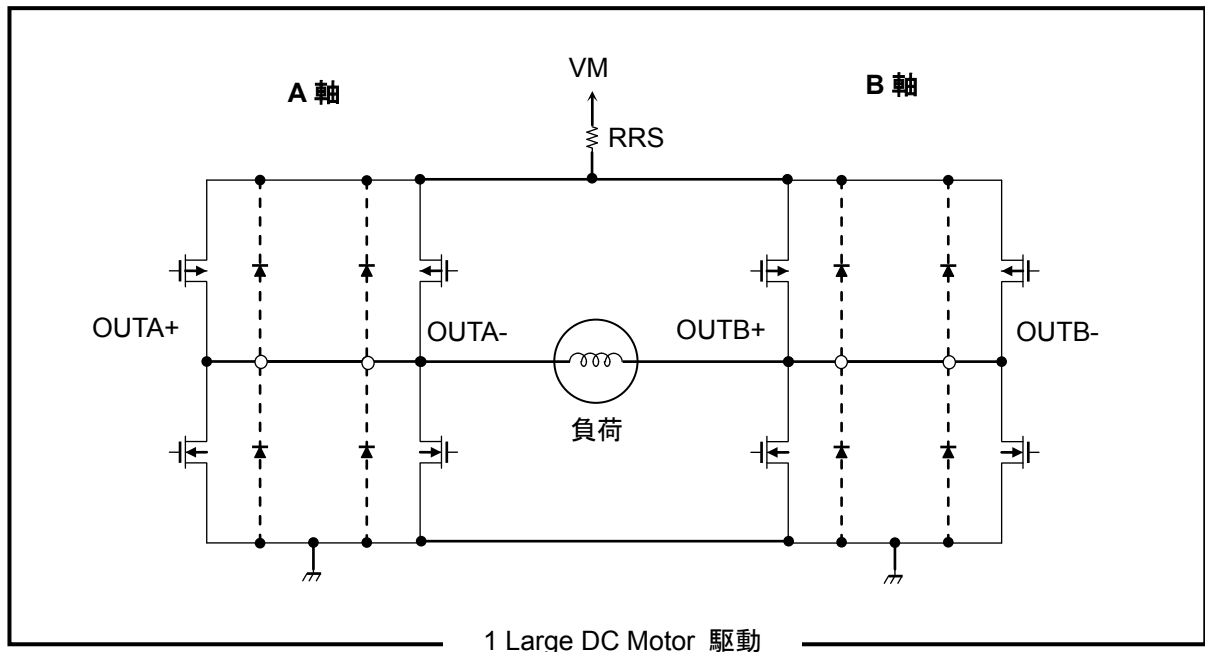 VM
A 軸
B 軸
RRS
OUTA+
OUTA-
OUTB+
OUTB-
負荷
1 Large DC Motor 駆動